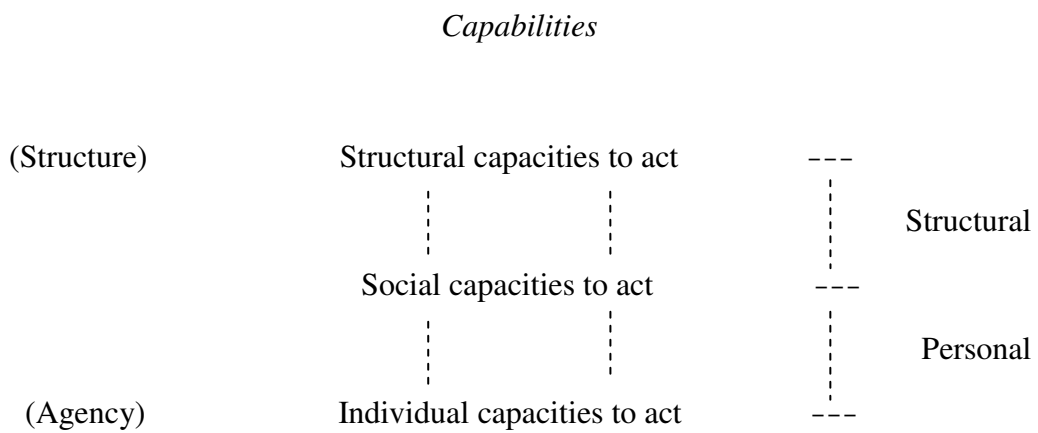 Capabilities
(Structure) Structural capacities to act
Structural
Social capacities to act
Personal
(Agency) Individual capacities to act